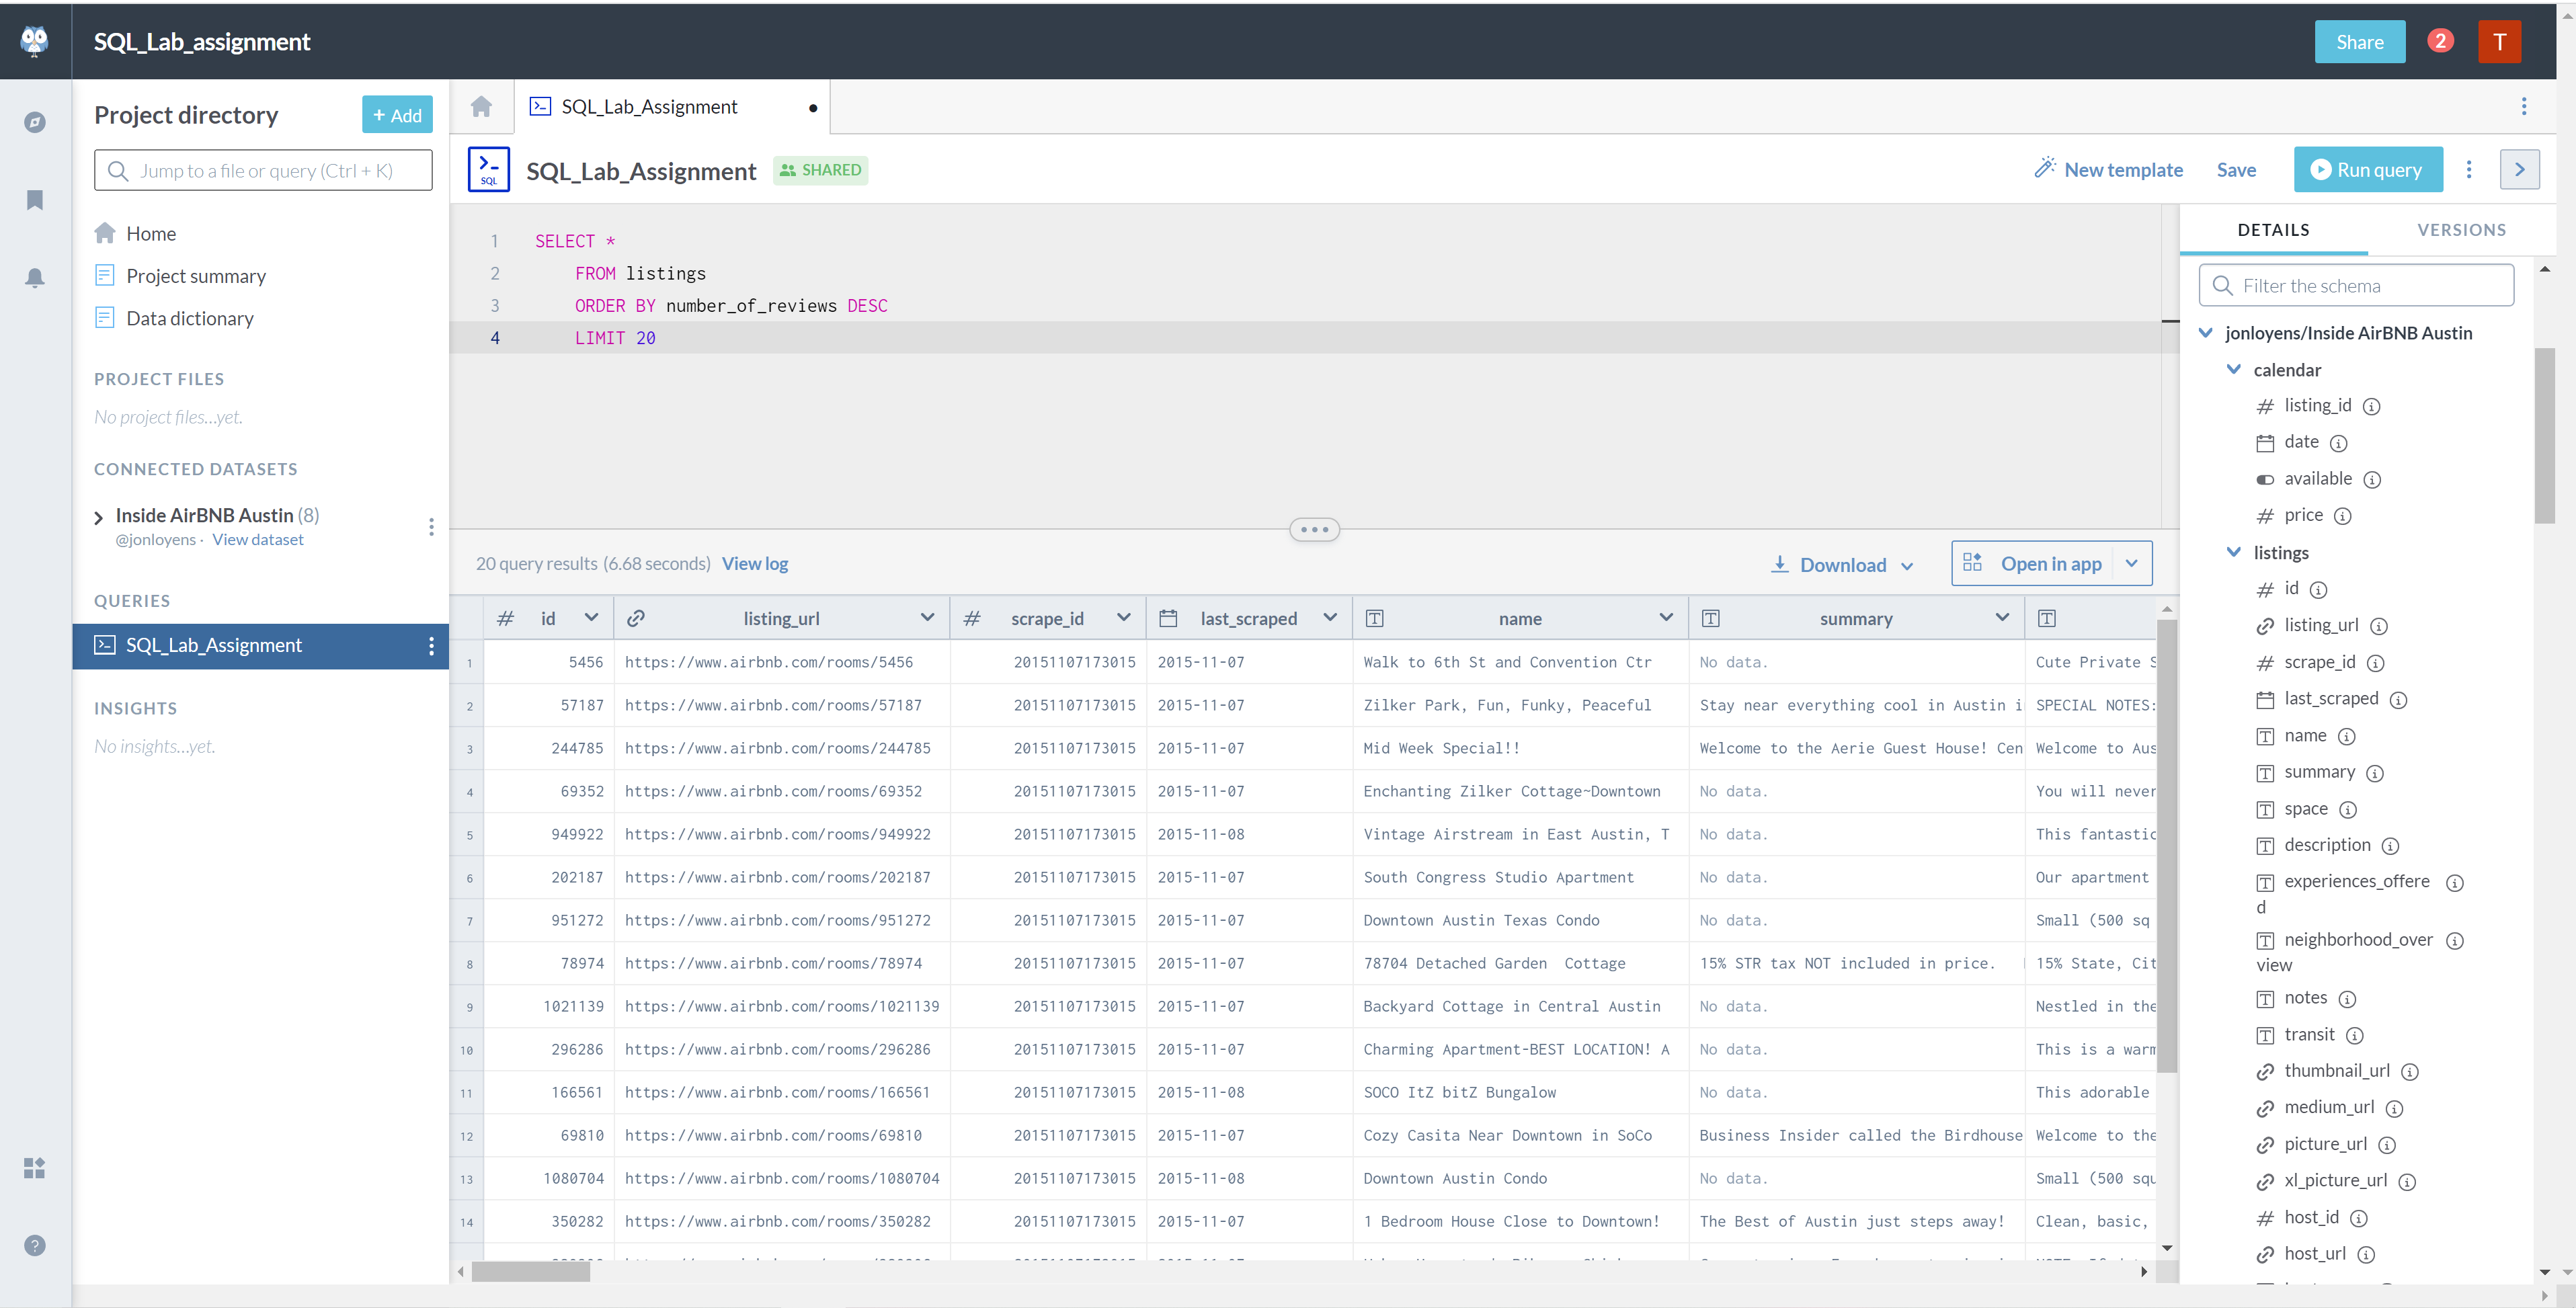 SQL_Lab_assignment
Share
2
T
Project directory
+ Add
Jump to a file or query (Ctrl + K)
Home
Project summary
Data dictionary
PROJECT FILES
No project files...yet.
CONNECTED DATASETS
Inside AirBNB Austin (8)
@jonloyens · View dataset
QUERIES
SQL_Lab_Assignment
INSIGHTS
No insights...yet.
SQL_Lab_Assignment
SQL
SQL_Lab_Assignment
SHARED
New template
Save
Run query
1 SELECT *
2 FROM listings
3 ORDER BY number_of_reviews DESC
4 LIMIT 20
20 query results (6.68 seconds) View log
Download
Open in app
# id listing_url # scrape_id last_scraped T name T summary T
1 5456 https://www.airbnb.com/rooms/5456 20151107173015 2015-11-07 Walk to 6th St and Convention Ctr No data. Cute Private S
2 57187 https://www.airbnb.com/rooms/57187 20151107173015 2015-11-07 Zilker Park, Fun, Funky, Peaceful Stay near everything cool in Austin i SPECIAL NOTES:
3 244785 https://www.airbnb.com/rooms/244785 20151107173015 2015-11-07 Mid Week Special!! Welcome to the Aerie Guest House! Cen Welcome to Aus
4 69352 https://www.airbnb.com/rooms/69352 20151107173015 2015-11-07 Enchanting Zilker Cottage~Downtown No data. You will never
5 949922 https://www.airbnb.com/rooms/949922 20151107173015 2015-11-08 Vintage Airstream in East Austin, T No data. This fantastic
6 202187 https://www.airbnb.com/rooms/202187 20151107173015 2015-11-07 South Congress Studio Apartment No data. Our apartment
7 951272 https://www.airbnb.com/rooms/951272 20151107173015 2015-11-07 Downtown Austin Texas Condo No data. Small (500 sq
8 78974 https://www.airbnb.com/rooms/78974 20151107173015 2015-11-07 78704 Detached Garden  Cottage 15% STR tax NOT included in price. 15% State, Cit
9 1021139 https://www.airbnb.com/rooms/1021139 20151107173015 2015-11-07 Backyard Cottage in Central Austin No data. Nestled in the
10 296286 https://www.airbnb.com/rooms/296286 20151107173015 2015-11-07 Charming Apartment-BEST LOCATION! A No data. This is a warm
11 166561 https://www.airbnb.com/rooms/166561 20151107173015 2015-11-08 SOCO ItZ bitZ Bungalow No data. This adorable
12 69810 https://www.airbnb.com/rooms/69810 20151107173015 2015-11-07 Cozy Casita Near Downtown in SoCo Business Insider called the Birdhouse Welcome to the
13 1080704 https://www.airbnb.com/rooms/1080704 20151107173015 2015-11-08 Downtown Austin Condo No data. Small (500 squ
14 350282 https://www.airbnb.com/rooms/350282 20151107173015 2015-11-07 1 Bedroom House Close to Downtown! The Best of Austin just steps away! Clean, basic,
DETAILS
VERSIONS
Filter the schema
jonloyens/Inside AirBNB Austin
calendar
# listing_id
date
available
# price
listings
# id
listing_url
# scrape_id
last_scraped
T name
T summary
T space
T description
T experiences_offere
d
T neighborhood_over
view
T notes
T transit
thumbnail_url
medium_url
picture_url
xl_picture_url
# host_id
host_url